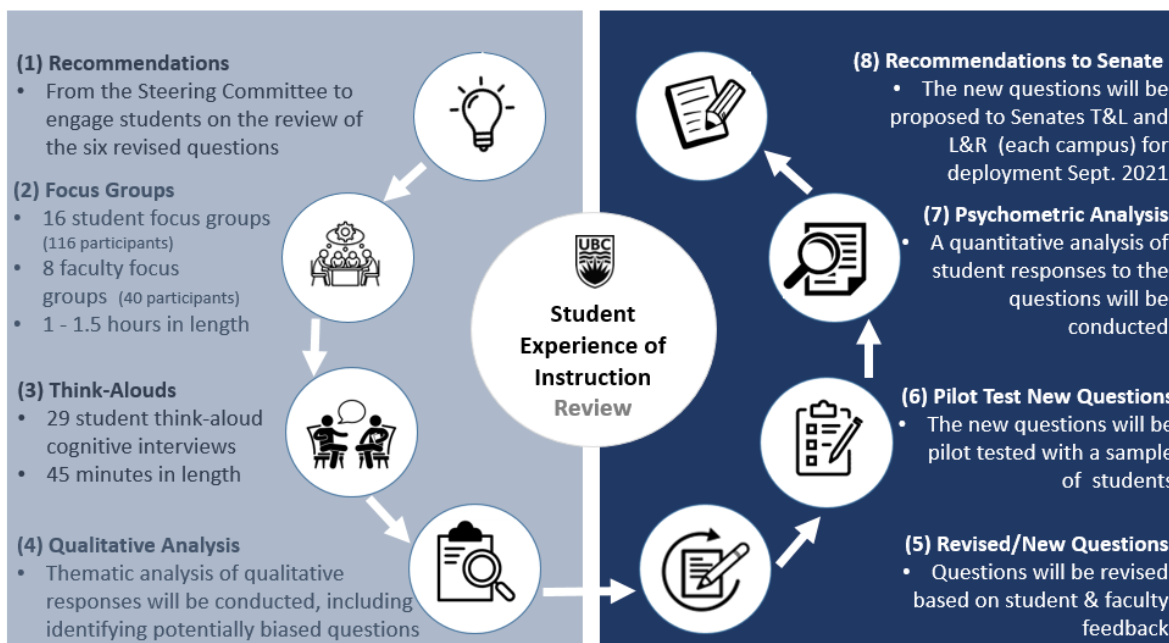 (1) Recommendations
• From the Steering Committee to
engage students on the review of
the six revised questions
(2) Focus Groups
• 16 student focus groups
(116 participants)
• 8 faculty focus
groups (40 participants)
• 1 - 1.5 hours in length
(3) Think-Alouds
• 29 student think-aloud
cognitive interviews
• 45 minutes in length
(4) Qualitative Analysis
• Thematic analysis of qualitative
responses will be conducted, including
identifying potentially biased questions
UBC
Student
Experience of
Instruction
Review
(8) Recommendations to Senate
• The new questions will be
proposed to Senates T&L and
L&R (each campus) for
deployment Sept. 2021
(7) Psychometric Analysis
• A quantitative analysis of
student responses to the
questions will be
conducted
(6) Pilot Test New Questions
• The new questions will be
pilot tested with a sample
of students
(5) Revised/New Questions
• Questions will be revised
based on student & faculty
feedback